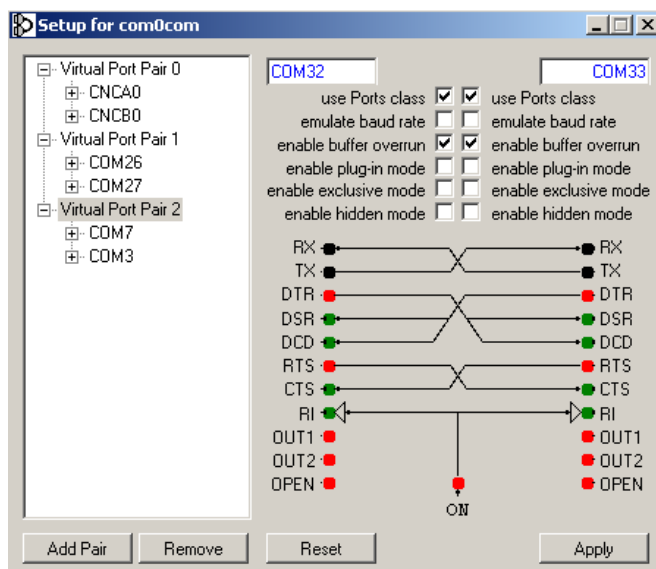 Setup for com0com
Virtual Port Pair 0
CNCA0
CNCB0
Virtual Port Pair 1
COM26
COM27
Virtual Port Pair 2
COM7
COM3
COM32 COM33
use Ports class use Ports class
emulate baud rate emulate baud rate
enable buffer overrun enable buffer overrun
enable plug-in mode enable plug-in mode
enable exclusive mode enable exclusive mode
enable hidden mode enable hidden mode
RX RX
TX TX
DTR DTR
DSR DSR
DCD DCD
RTS RTS
CTS CTS
RI RI
OUT1 OUT1
OUT2 OUT2
OPEN OPEN
ON
Add Pair Remove Reset Apply